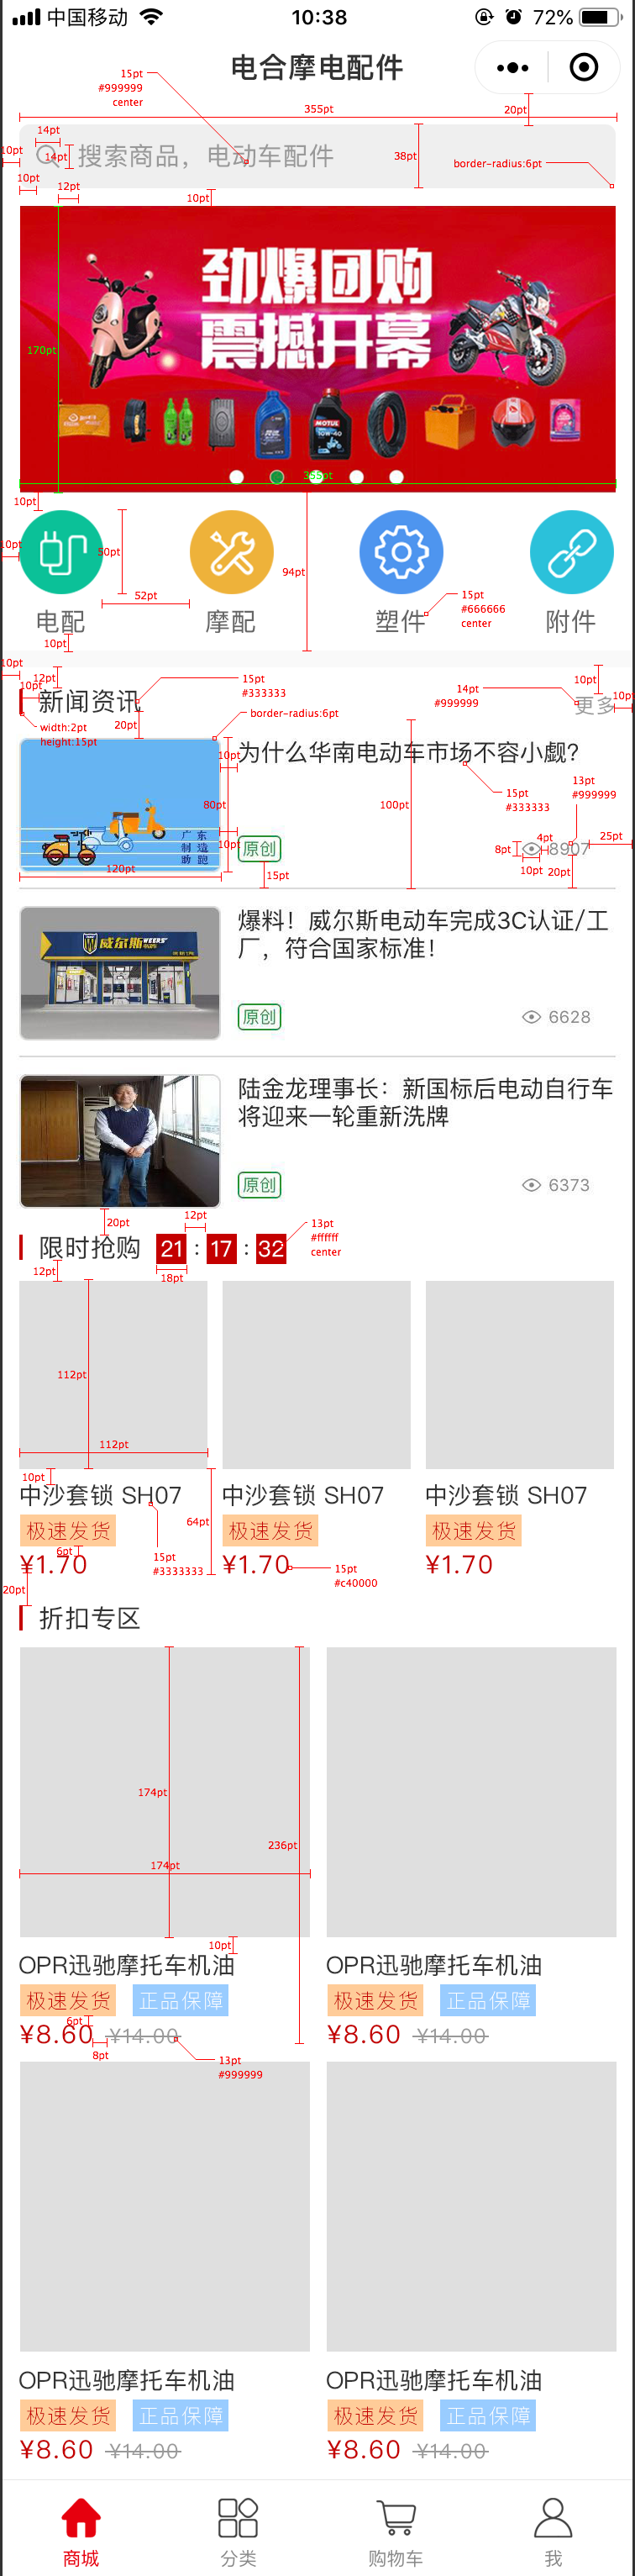 中国移动
10:38
72%
电合摩电配件
15pt
#999999
center
355pt
20pt
14pt
10pt
14pt
搜索商品，电动车配件
38pt
border-radius:6pt
10pt
12pt
10pt
劲爆团购
震撼开幕
170pt
MOTUL
10W-40
355pt
10pt
10pt
50pt
52pt
94pt
15pt
#666666
center
电配
摩配
塑件
附件
10pt
10pt
12pt
10pt
新闻资讯
15pt
#333333
14pt
#999999
10pt
更多
10pt
width:2pt
height:15pt
20pt
border-radius:6pt
为什么华南电动车市场不容小觑？
10pt
80pt
100pt
15pt
#333333
13pt
#999999
广东
制造
助跑
10pt
原创
4pt
8pt
8907
25pt
10pt
20pt
120pt
15pt
威尔斯
WEERS
爆料！威尔斯电动车完成3C认证/工
厂，符合国家标准！
原创
6628
陆金龙理事长：新国标后电动自行车
将迎来一轮重新洗牌
原创
6373
20pt
12pt
13pt
#ffffff
center
限时抢购
21 : 17 : 32
12pt
18pt
112pt
112pt
10pt
中沙套锁 SH07
中沙套锁 SH07
中沙套锁 SH07
64pt
极速发货
极速发货
极速发货
6pt
15pt
#3333333
¥1.70
¥1.70
¥1.70
15pt
#c40000
20pt
折扣专区
174pt
236pt
174pt
10pt
OPR迅驰摩托车机油
OPR迅驰摩托车机油
极速发货 正品保障
极速发货 正品保障
6pt
¥8.60 ¥14.00
¥8.60 ¥14.00
8pt
13pt
#999999
OPR迅驰摩托车机油
OPR迅驰摩托车机油
极速发货 正品保障
极速发货 正品保障
¥8.60 ¥14.00
¥8.60 ¥14.00
商城
分类
购物车
我